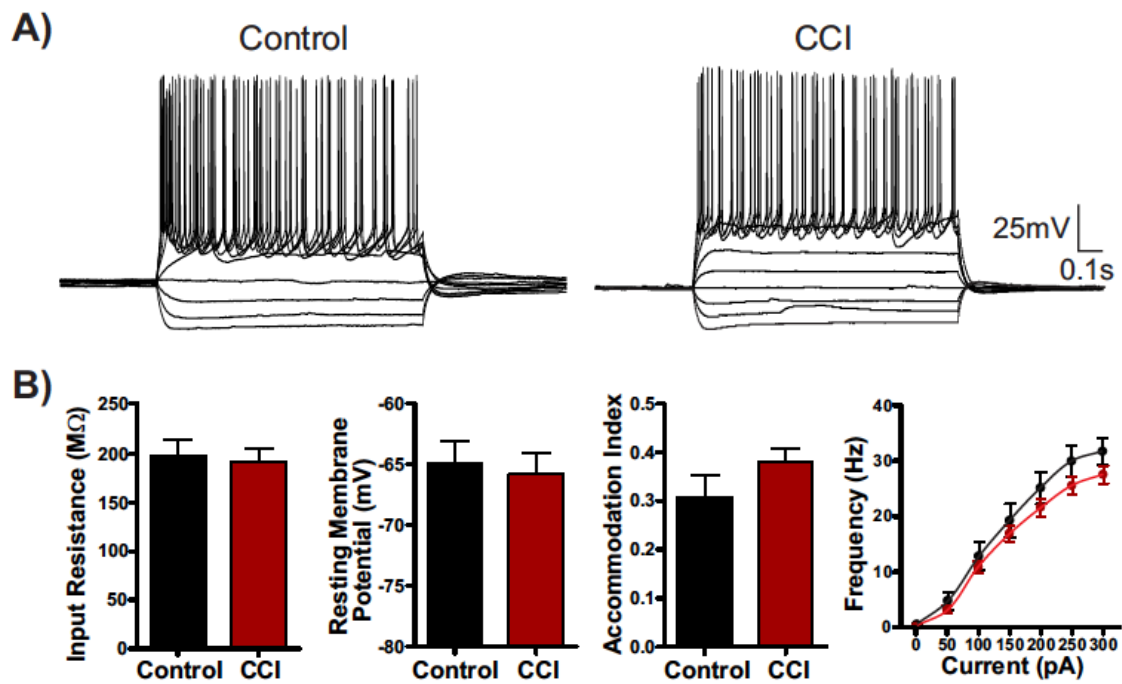 A)
Control
CCI
25mV
0.1s
B)
Input Resistance (MΩ)
250
200
150
100
50
0
Control
CCI
Resting Membrane
Potential (mV)
-60
-65
-70
-75
-80
Control
CCI
Accommodation Index
0.5
0.4
0.3
0.2
0.1
0.0
Control
CCI
Frequency (Hz)
40
30
20
10
0
0 50 100 150 200 250 300
Current (pA)